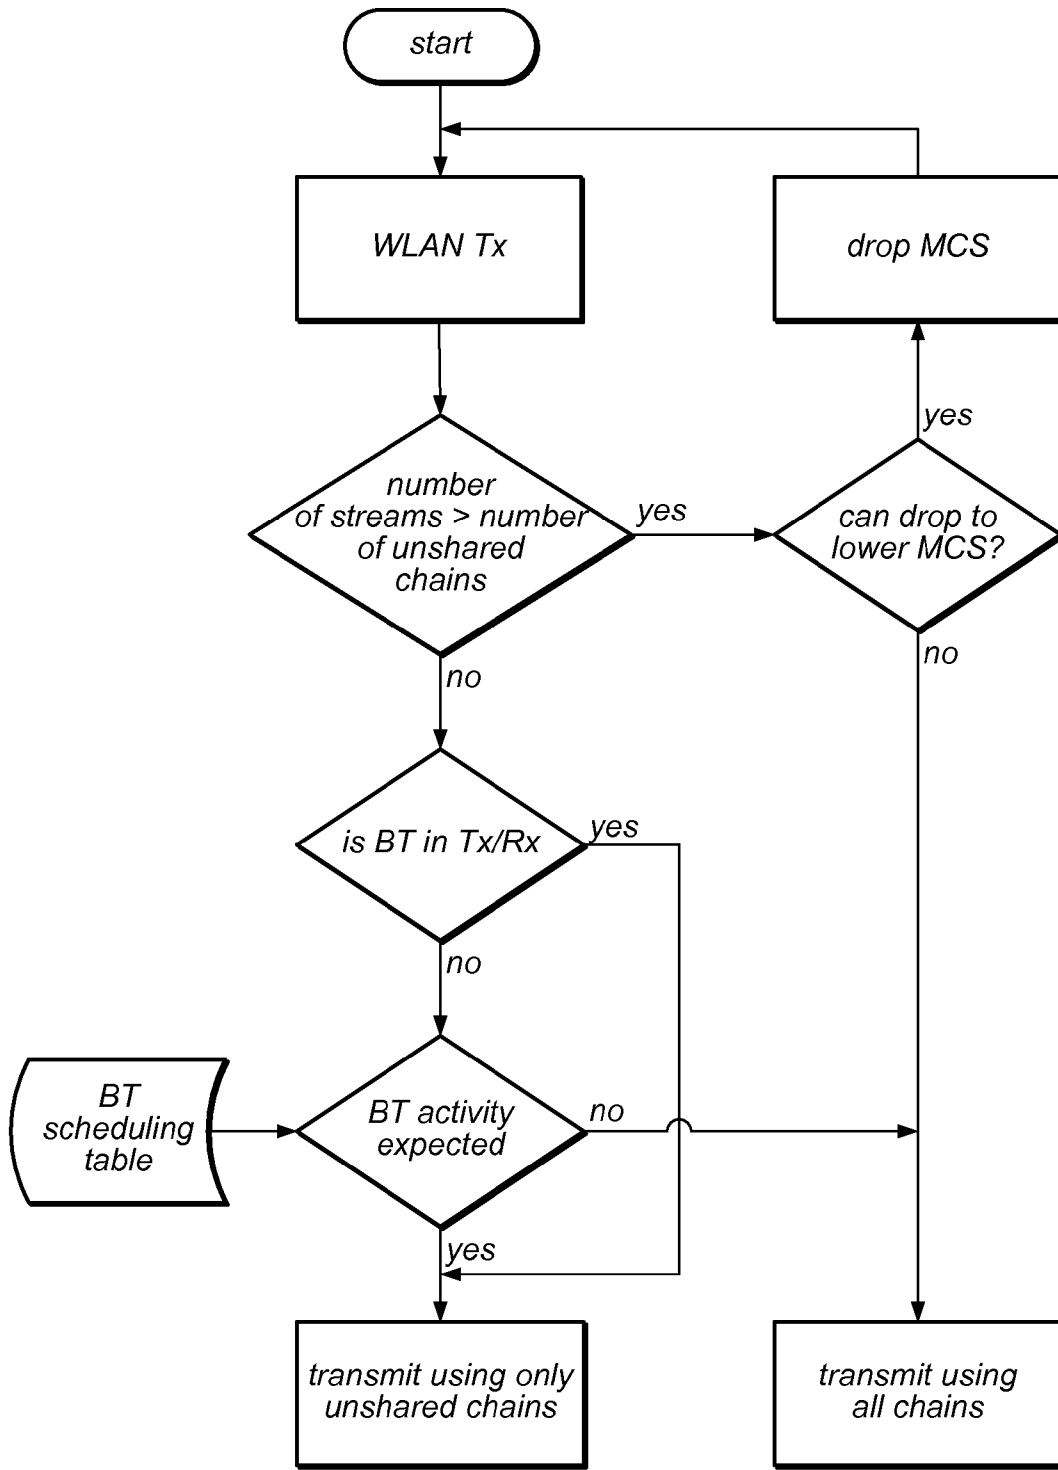 start
WLAN Tx
drop MCS
yes
number
of streams > number
of unshared
chains
yes
can drop to
lower MCS?
no
no
is BT in Tx/Rx
yes
no
BT
scheduling
table
BT activity
expected
no
yes
transmit using only
unshared chains
transmit using
all chains